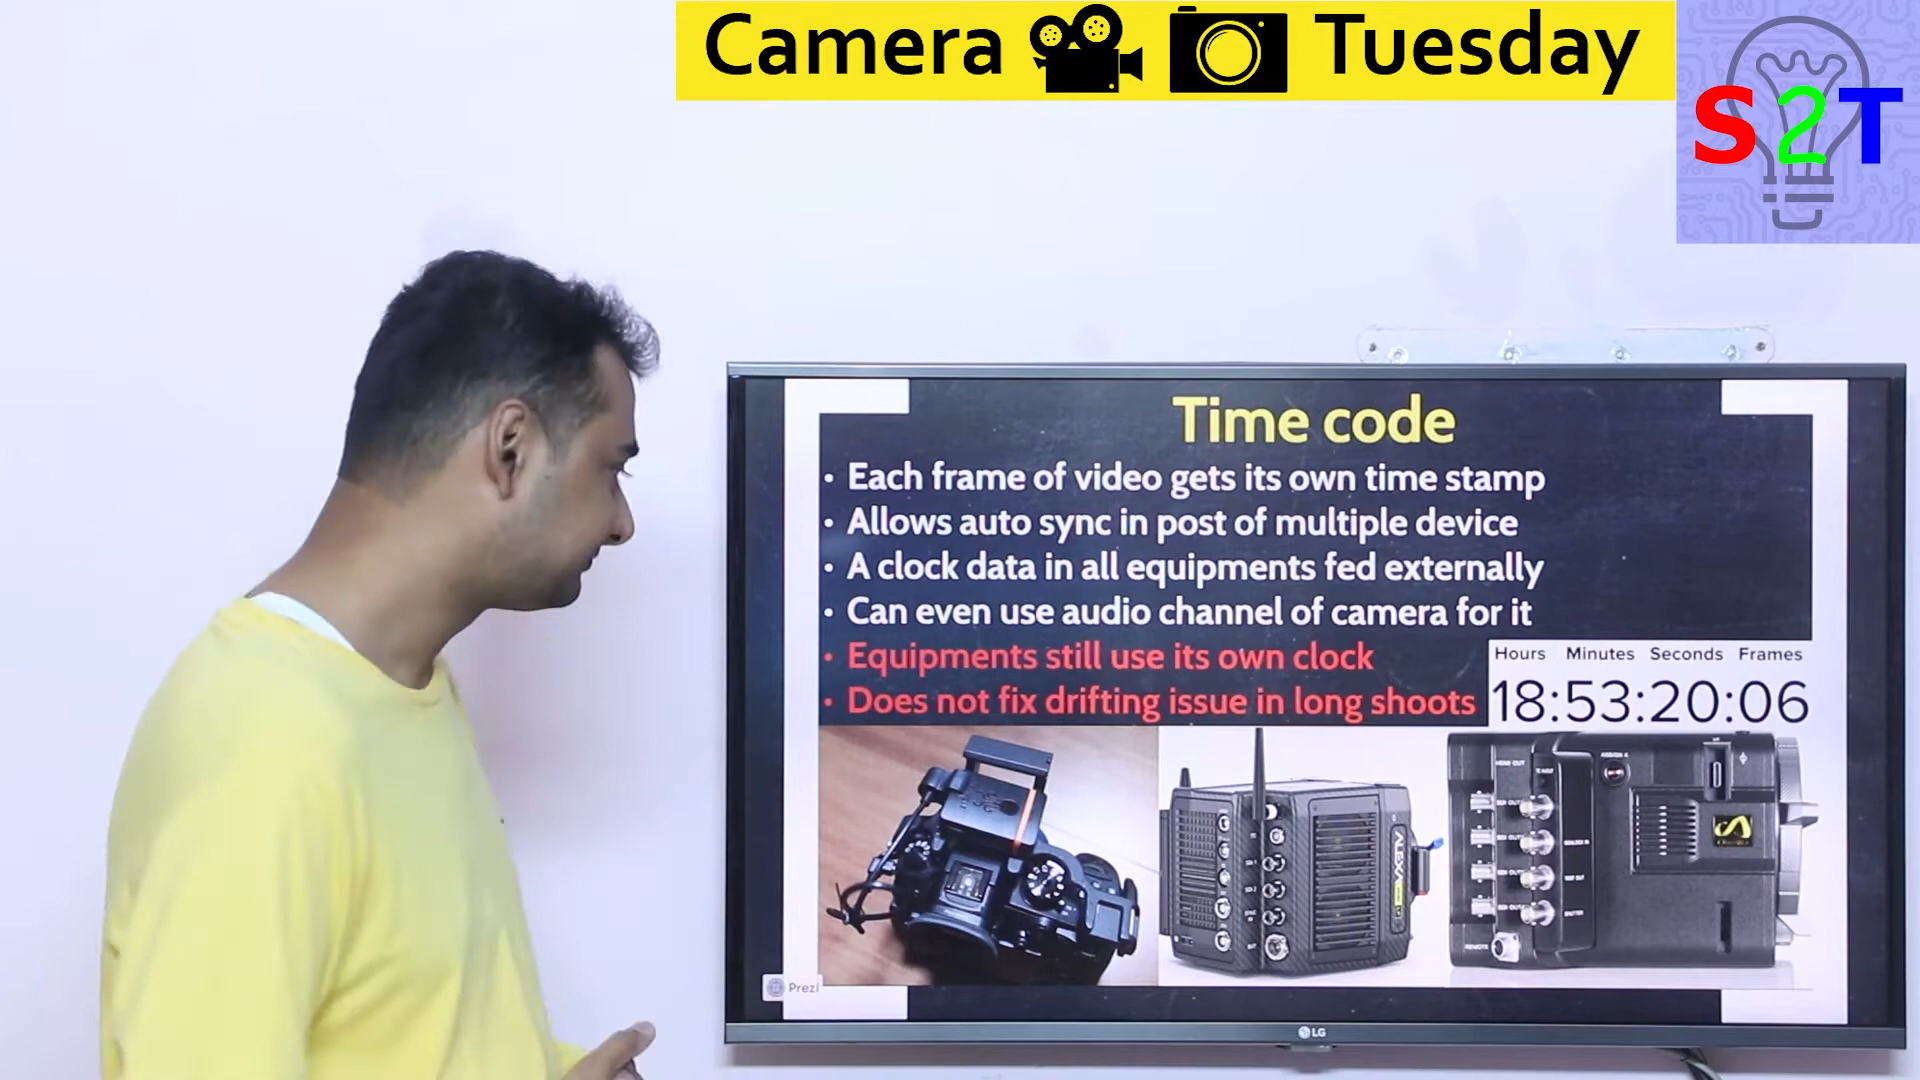 Camera Tuesday
S2T
Time code
• Each frame of video gets its own time stamp
• Allows auto sync in post of multiple device
• A clock data in all equipments fed externally
• Can even use audio channel of camera for it
• Equipments still use its own clock
• Does not fix drifting issue in long shoots
Hours Minutes Seconds Frames
18:53:20:06
ALEXA
REMOTE
Prezi
LG